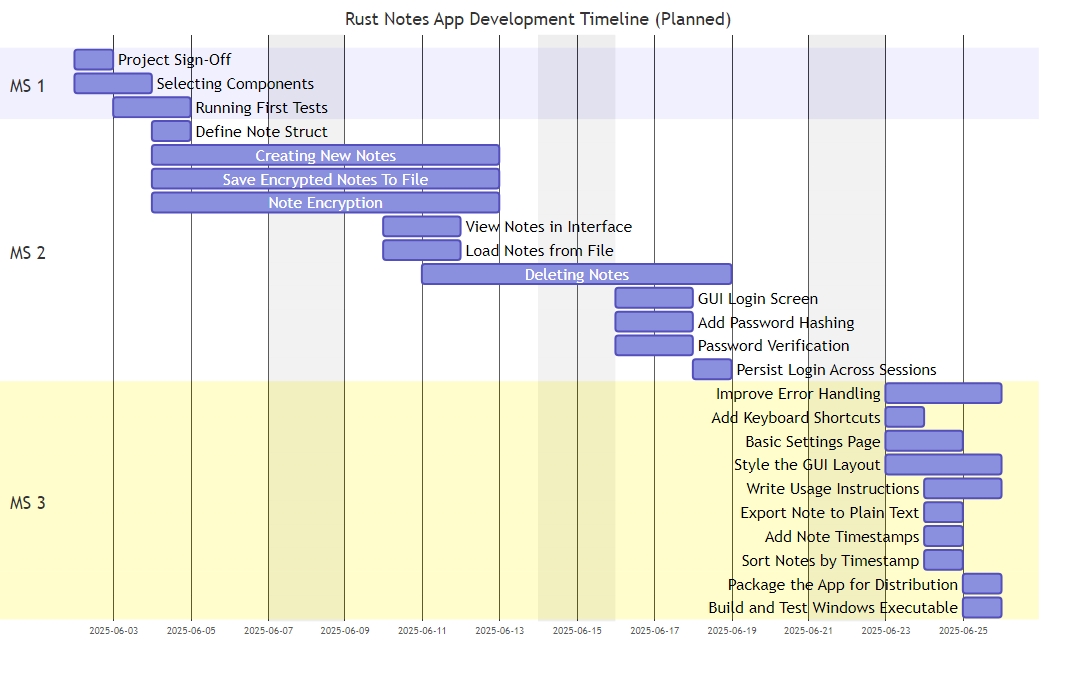 Rust Notes App Development Timeline (Planned)
MS 1
Project Sign-Off
Selecting Components
Running First Tests
MS 2
Define Note Struct
Creating New Notes
Save Encrypted Notes To File
Note Encryption
View Notes in Interface
Load Notes from File
Deleting Notes
GUI Login Screen
Add Password Hashing
Password Verification
Persist Login Across Sessions
MS 3
Improve Error Handling
Add Keyboard Shortcuts
Basic Settings Page
Style the GUI Layout
Write Usage Instructions
Export Note to Plain Text
Add Note Timestamps
Sort Notes by Timestamp
Package the App for Distribution
Build and Test Windows Executable
2025-06-03 2025-06-05 2025-06-07 2025-06-09 2025-06-11 2025-06-13 2025-06-15 2025-06-17 2025-06-19 2025-06-21 2025-06-23 2025-06-25